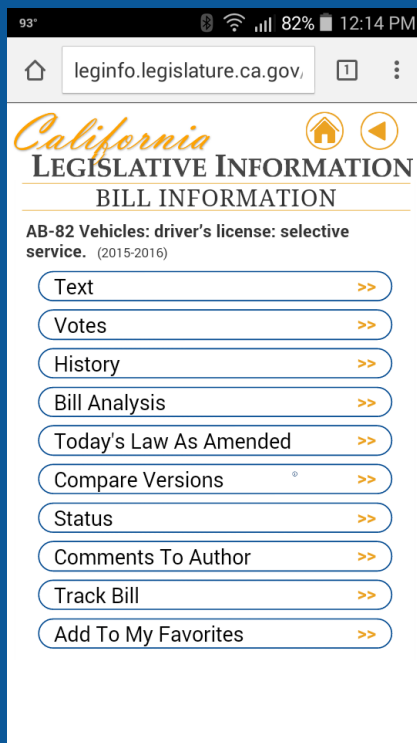 93° 82% 12:14 PM
leginfo.legislature.ca.gov/ 1
California
LEGISLATIVE INFORMATION
BILL INFORMATION
AB-82 Vehicles: driver's license: selective
service. (2015-2016)
Text >>
Votes >>
History >>
Bill Analysis >>
Today's Law As Amended >>
Compare Versions >>
Status >>
Comments To Author >>
Track Bill >>
Add To My Favorites >>